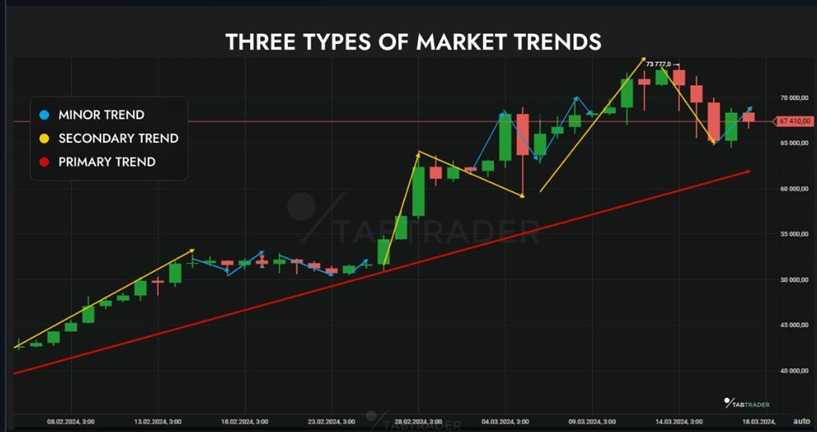 THREE TYPES OF MARKET TRENDS
73 777,0
MINOR TREND
SECONDARY TREND
PRIMARY TREND
70 000,00
67 410,00
65 000,00
60 000,00
TABTRADER
55 000,00
50 000,00
45 000,00
40 000,00
TABTRADER
08.02.2024, 3:00 13.02.2024, 3:00 18.02.2024, 3:00 23.02.2024, 3:00 28.02.2024, 3:00 04.03.2024, 3:00 09.03.2024, 3:00 14.03.2024, 3:00 18.03.2024, auto
TABTRADER